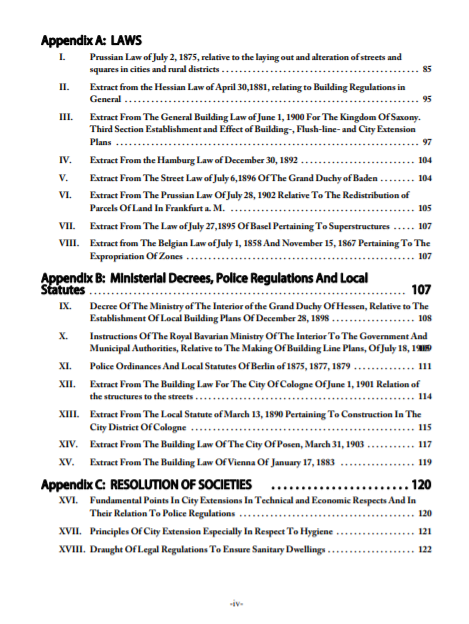 Appendix A: LAWS
I. Prussian Law of July 2, 1875, relative to the laying out and alteration of streets and
squares in cities and rural districts . . . . . . . . . . . . . . . . . . . . . . . . . . . . . . . . . . . . . . . . . . 85
II. Extract from the Hessian Law of April 30,1881, relating to Building Regulations in
General . . . . . . . . . . . . . . . . . . . . . . . . . . . . . . . . . . . . . . . . . . . . . . . . . . . . . . . . . . . . . . 95
III. Extract From The General Building Law of June 1, 1900 For The Kingdom Of Saxony.
Third Section Establishment and Effect of Building-, Flush-line- and City Extension
Plans . . . . . . . . . . . . . . . . . . . . . . . . . . . . . . . . . . . . . . . . . . . . . . . . . . . . . . . . . . . . . . . . 97
IV. Extract From the Hamburg Law of December 30, 1892 . . . . . . . . . . . . . . . . . . . . . . . . 104
V. Extract From The Street Law of July 6,1896 Of The Grand Duchy of Baden . . . . . . . . 104
VI. Extract From The Prussian Law Of July 28, 1902 Relative To The Redistribution of
Parcels Of Land In Frankfurt a. M. . . . . . . . . . . . . . . . . . . . . . . . . . . . . . . . . . . . . . . . 105
VII. Extract From The Law of July 27,1895 Of Basel Pertaining To Superstructures . . . . . 107
VIII. Extract from The Belgian Law of July 1, 1858 And November 15, 1867 Pertaining To The
Expropriation Of Zones . . . . . . . . . . . . . . . . . . . . . . . . . . . . . . . . . . . . . . . . . . . . . . . . 107
Appendix B: Ministerial Decrees, Police Regulations And Local
Statutes . . . . . . . . . . . . . . . . . . . . . . . . . . . . . . . . . . . . . . . . . . . . . . . . . . . . . . 107
IX. Decree Of The Ministry of The Interior of the Grand Duchy Of Hessen, Relative to The
Establishment Of Local Building Plans Of December 28, 1898 . . . . . . . . . . . . . . . . . . 108
X. Instructions Of The Royal Bavarian Ministry Of The Interior To The Government And
Municipal Authorities, Relative to The Making Of Building Line Plans, Of July 18,
XI. Police Ordinances And Local Statutes Of Berlin of 1875, 1877, 1879 . . . . . . . . . . . . . 111
XII. Extract From The Building Law For The City Of Cologne Of June 1, 1901 Relation of
the structures to the streets . . . . . . . . . . . . . . . . . . . . . . . . . . . . . . . . . . . . . . . . . . . . . . 114
XIII. Extract From The Local Statute of March 13, 1890 Pertaining To Construction In The
City District Of Cologne . . . . . . . . . . . . . . . . . . . . . . . . . . . . . . . . . . . . . . . . . . . . . . . 115
XIV. Extract From The Building Law Of The City Of Posen, March 31, 1903 . . . . . . . . . . 117
XV. Extract From The Building Law Of Vienna Of January 17, 1883 . . . . . . . . . . . . . . . . 119
Appendix C: RESOLUTION OF SOCIETIES . . . . . . . . . . . . . . . . . . . . . . . 120
XVI. Fundamental Points In City Extensions In Technical and Economic Respects And In
Their Relation To Police Regulations . . . . . . . . . . . . . . . . . . . . . . . . . . . . . . . . . . . . . 120
XVII. Principles Of City Extension Especially In Respect To Hygiene . . . . . . . . . . . . . . . . . 121
XVIII. Draught Of Legal Regulations To Ensure Sanitary Dwellings . . . . . . . . . . . . . . . . . . . 122
-iv-